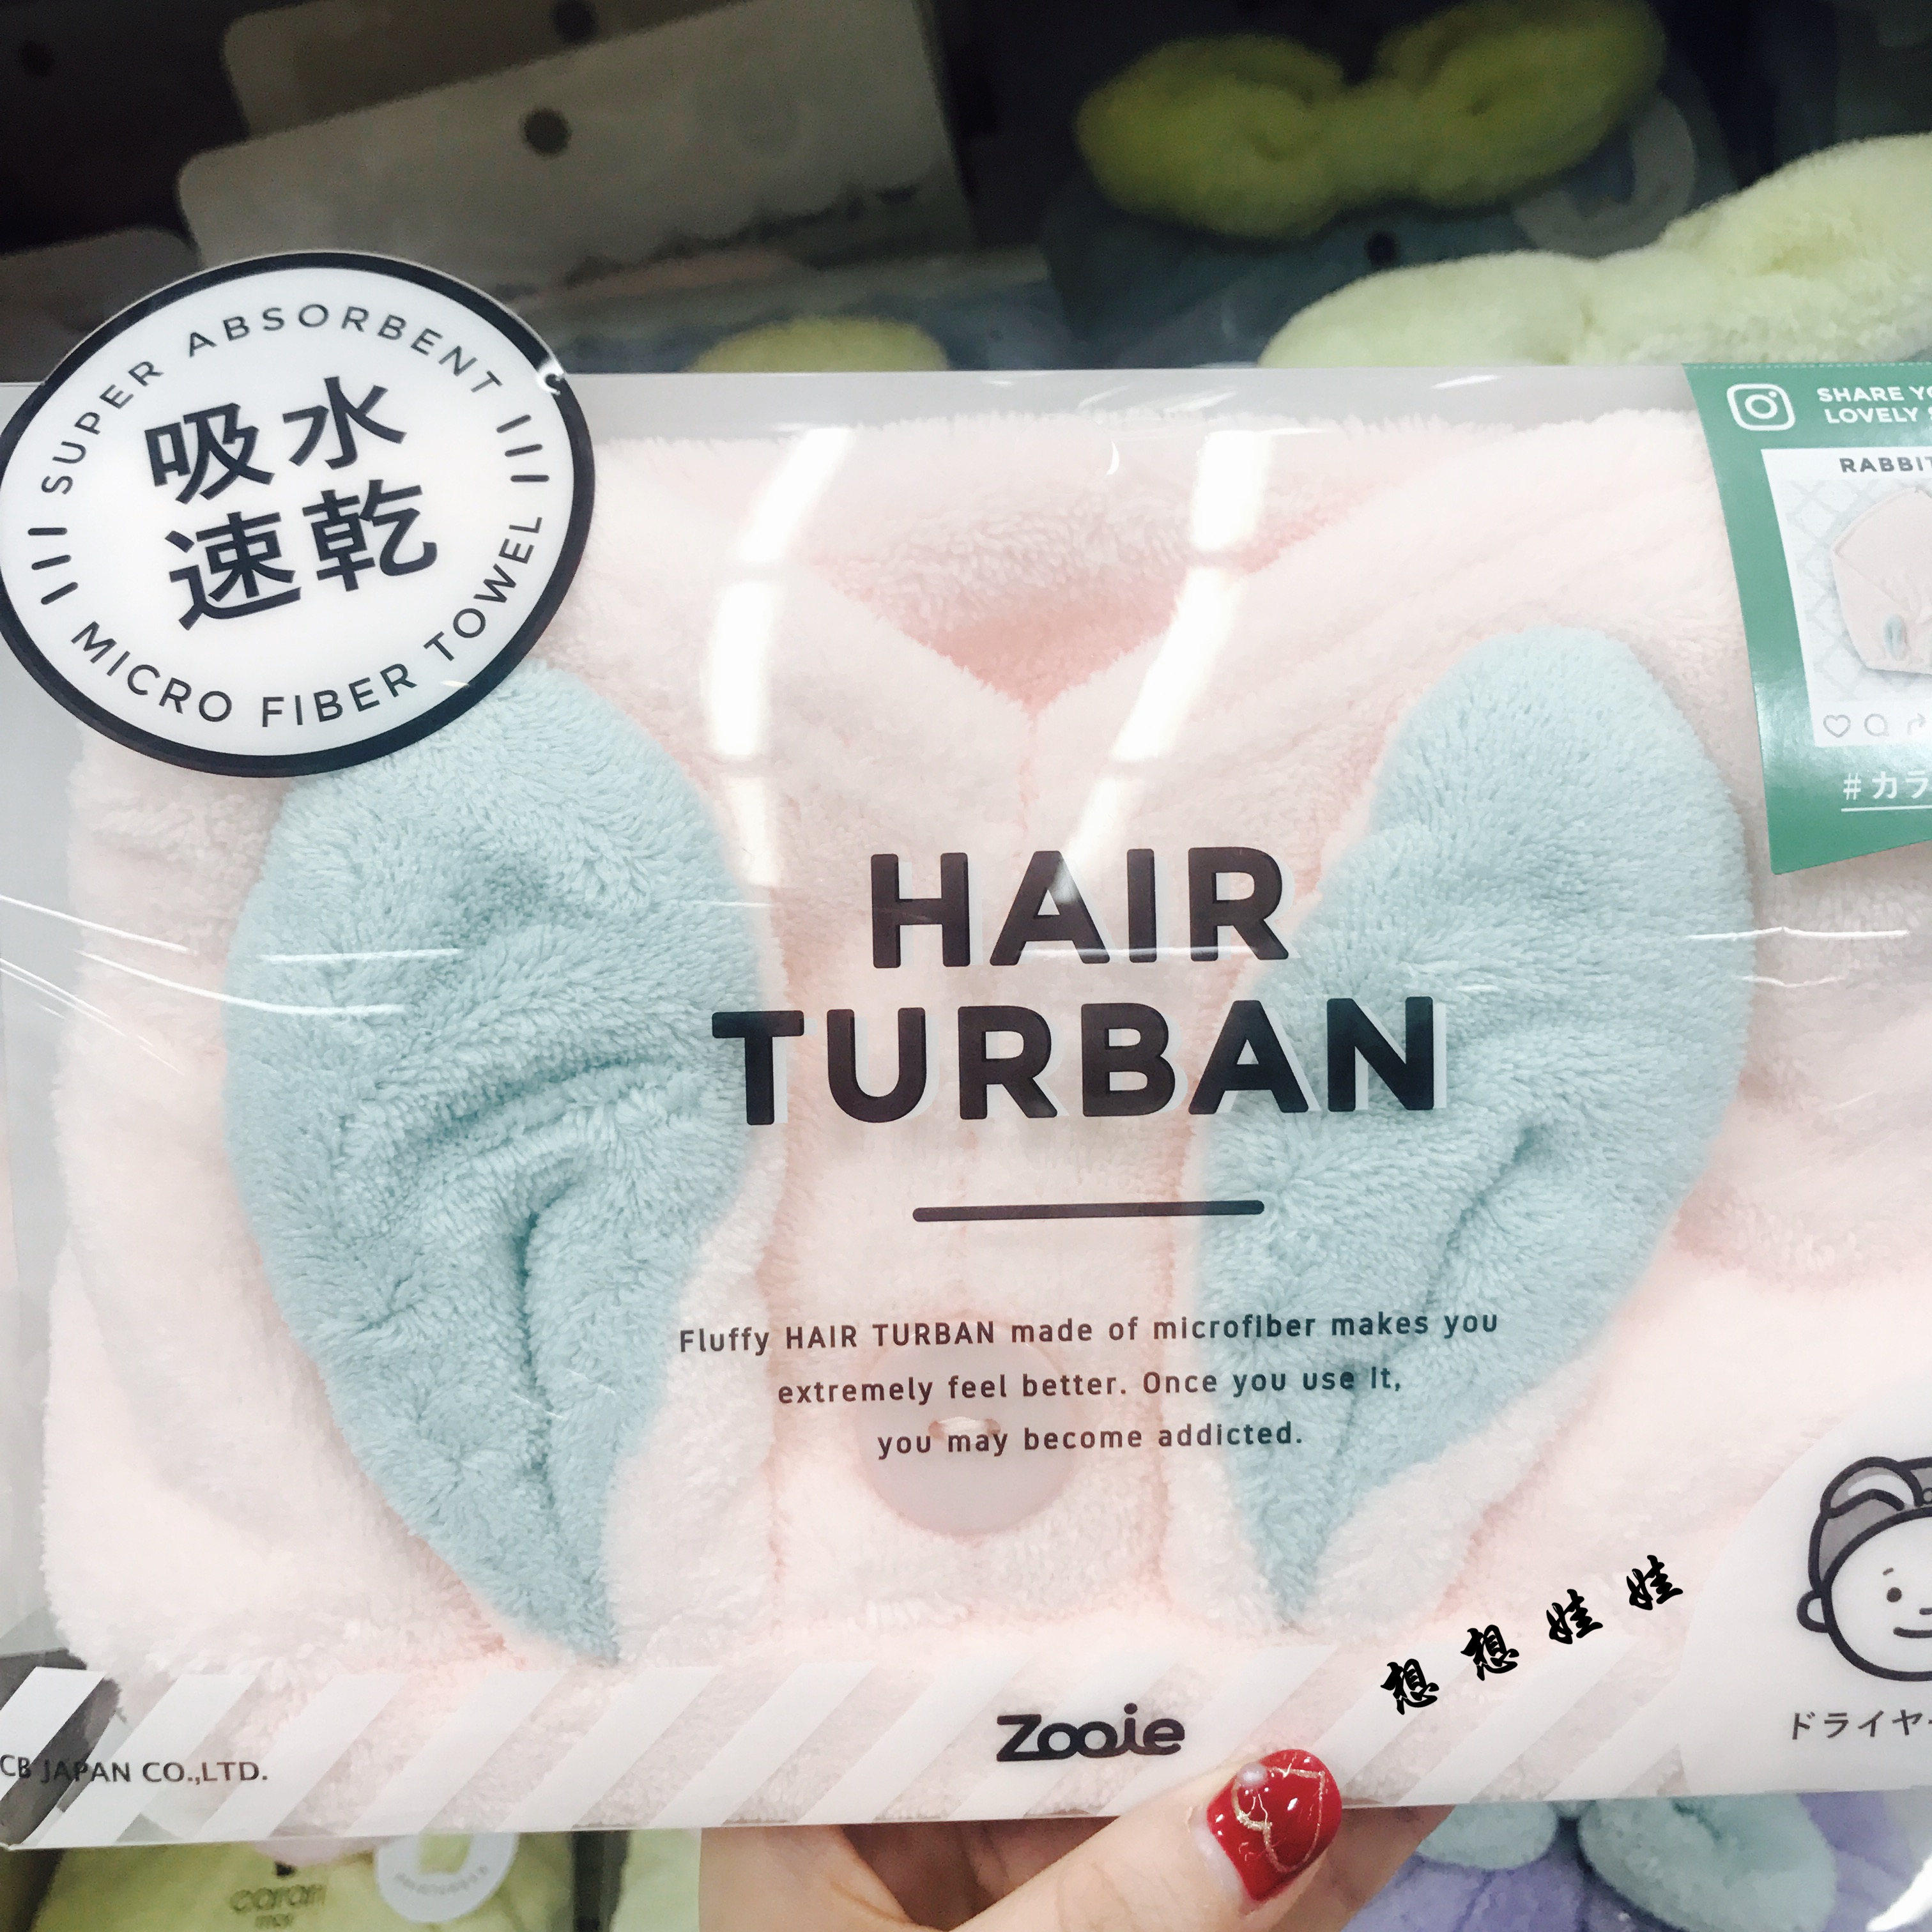 SUPER ABSORBENT
吸水
速乾
MICRO FIBER TOWEL
SHARE
LOVELY
# カラ
HAIR
TURBAN
Fluffy HAIR TURBAN made of microfiber makes you
extremely feel better. Once you use it,
you may become addicted.
想想娃娃
Zooie
ドライヤー
CB JAPAN CO.,LTD.
carari